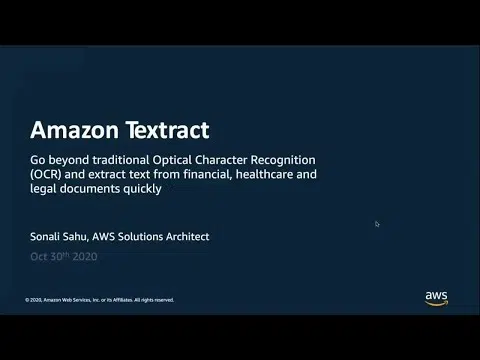 Amazon Textract
Go beyond traditional Optical Character Recognition
(OCR) and extract text from financial, healthcare and
legal documents quickly
Sonali Sahu, AWS Solutions Architect
Oct 30th 2020
© 2020, Amazon Web Services, Inc. or its Affiliates. All rights reserved.
aws